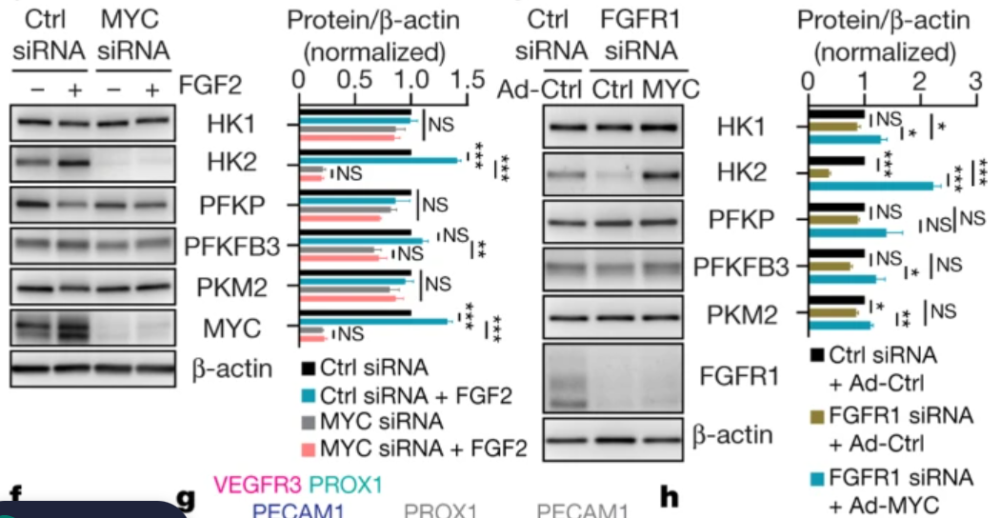 Ctrl siRNA MYC siRNA
− + − + FGF2
HK1
HK2
PFKP
PFKFB3
PKM2
MYC
β-actin
Protein/β-actin
(normalized)
0 0.5 1.0 1.5
NS
*** ***
NS
NS
NS
NS **
NS
*** ***
NS
Ctrl siRNA
Ctrl siRNA + FGF2
MYC siRNA
MYC siRNA + FGF2
Ctrl siRNA FGFR1 siRNA
Ad-Ctrl Ctrl MYC
HK1
HK2
PFKP
PFKFB3
PKM2
FGFR1
β-actin
Protein/β-actin
(normalized)
0 1 2 3
NS * *
*** *** ***
NS NS NS
NS * NS
* ** NS
Ctrl siRNA
+ Ad-Ctrl
FGFR1 siRNA
+ Ad-Ctrl
FGFR1 siRNA
+ Ad-MYC
f
g
VEGFR3 PROX1
PECAM1 PROX1 PECAM1
h